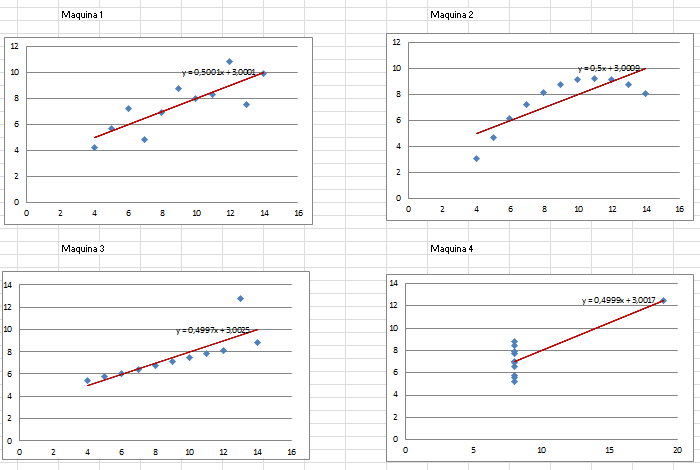 Maquina 1
12
10
8
6
4
2
0
0 2 4 6 8 10 12 14 16
y = 0,5001x + 3,0001
Maquina 2
12
10
8
6
4
2
0
0 2 4 6 8 10 12 14 16
y = 0,5x + 3,0009
Maquina 3
14
12
10
8
6
4
2
0
0 2 4 6 8 10 12 14 16
y = 0,4997x + 3,0025
Maquina 4
14
12
10
8
6
4
2
0
0 5 10 15 20
y = 0,4999x + 3,0017